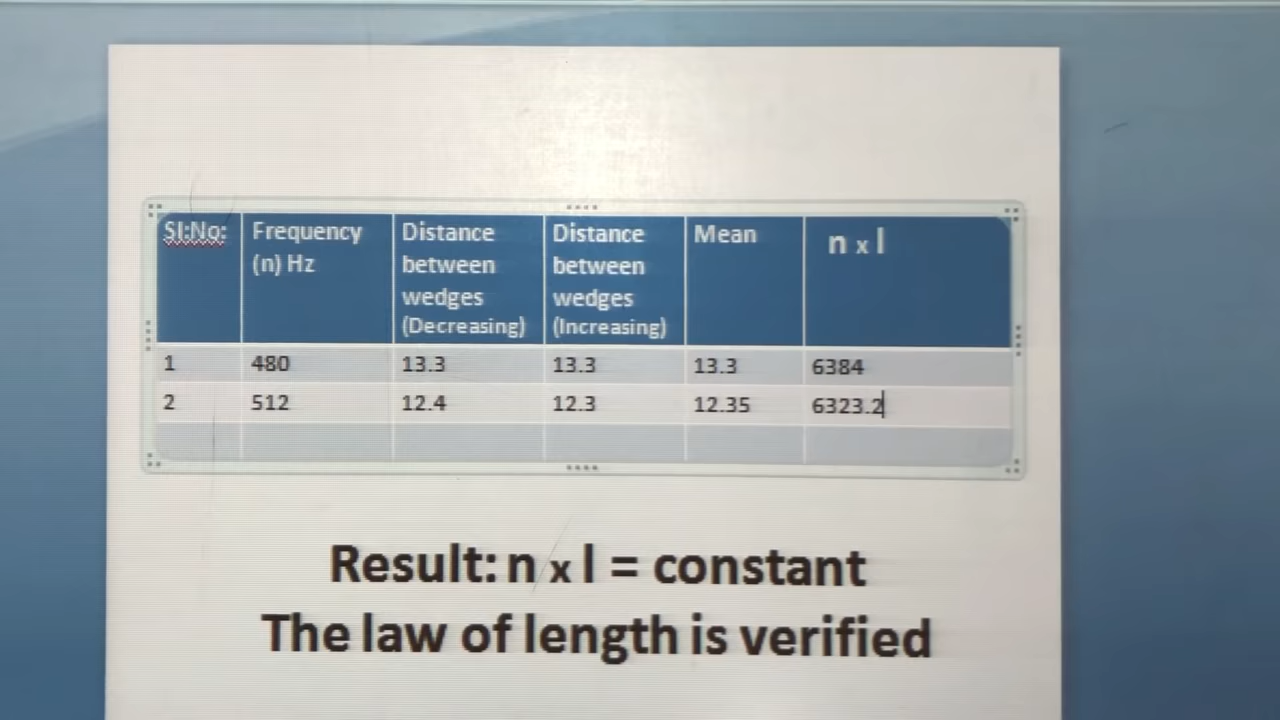 Sl:No: Frequency (n) Hz Distance between wedges (Decreasing) Distance between wedges (Increasing) Mean n x l
1 480 13.3 13.3 13.3 6384
2 512 12.4 12.3 12.35 6323.2
Result: n x l = constant
The law of length is verified